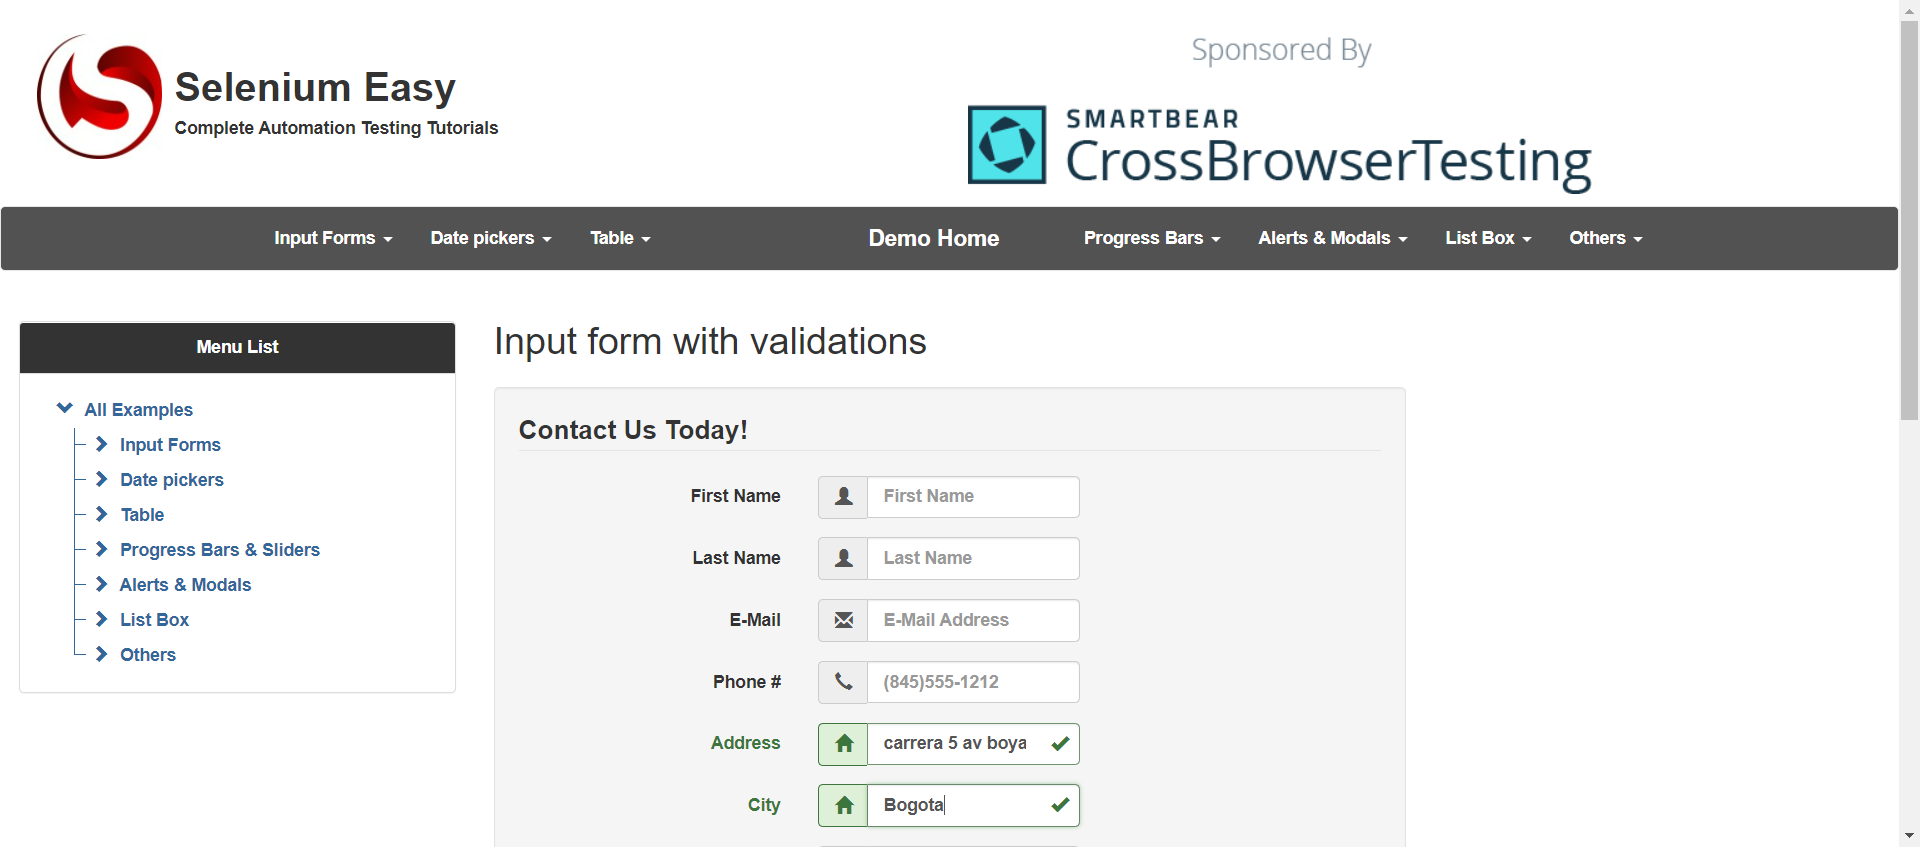 Selenium Easy
Complete Automation Testing Tutorials
Sponsored By
SMARTBEAR
CrossBrowserTesting
Input Forms Date pickers Table Demo Home Progress Bars Alerts & Modals List Box Others
Menu List
All Examples
Input Forms
Date pickers
Table
Progress Bars & Sliders
Alerts & Modals
List Box
Others
Input form with validations
Contact Us Today!
First Name First Name
Last Name Last Name
E-Mail E-Mail Address
Phone # (845)555-1212
Address carrera 5 av boya
City Bogota